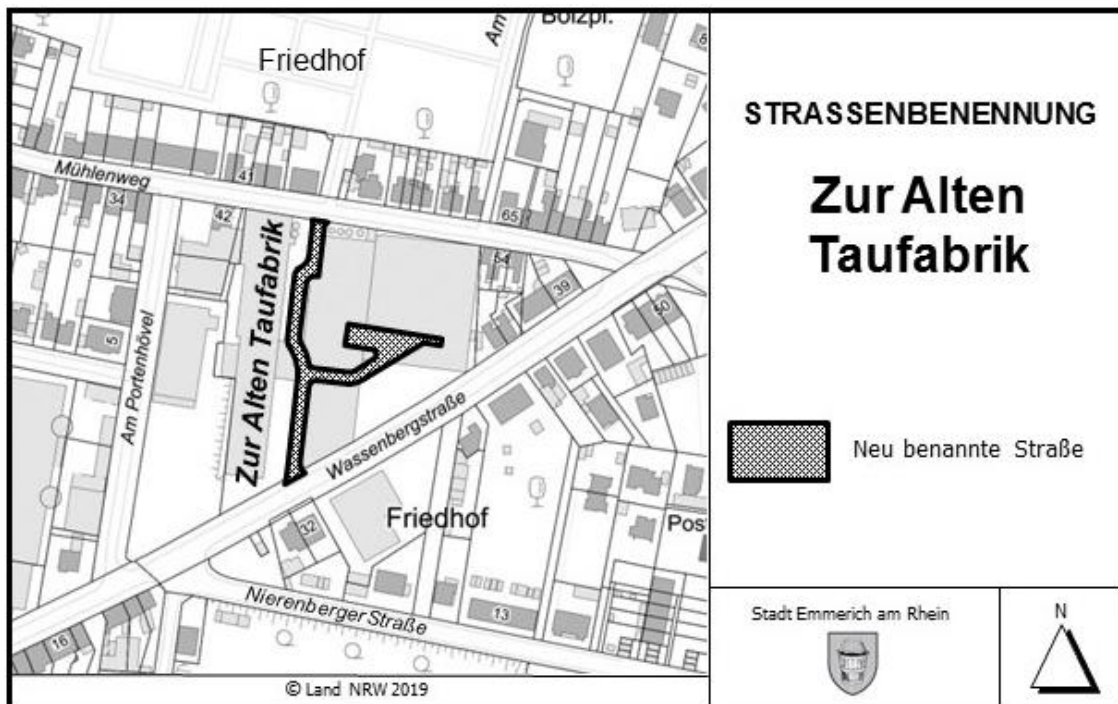 Bolzpl.
Am
Friedhof
Mühlenweg
34
42
41
65
54
39
50
5
Am Portenhövel
Zur Alten Taufabrik
Wassenbergstraße
32
Friedhof
Post
13
Nierenberger Straße
16
© Land NRW 2019
STRASSENBENENNUNG
Zur Alten
Taufabrik
Neu benannte Straße
Stadt Emmerich am Rhein
N